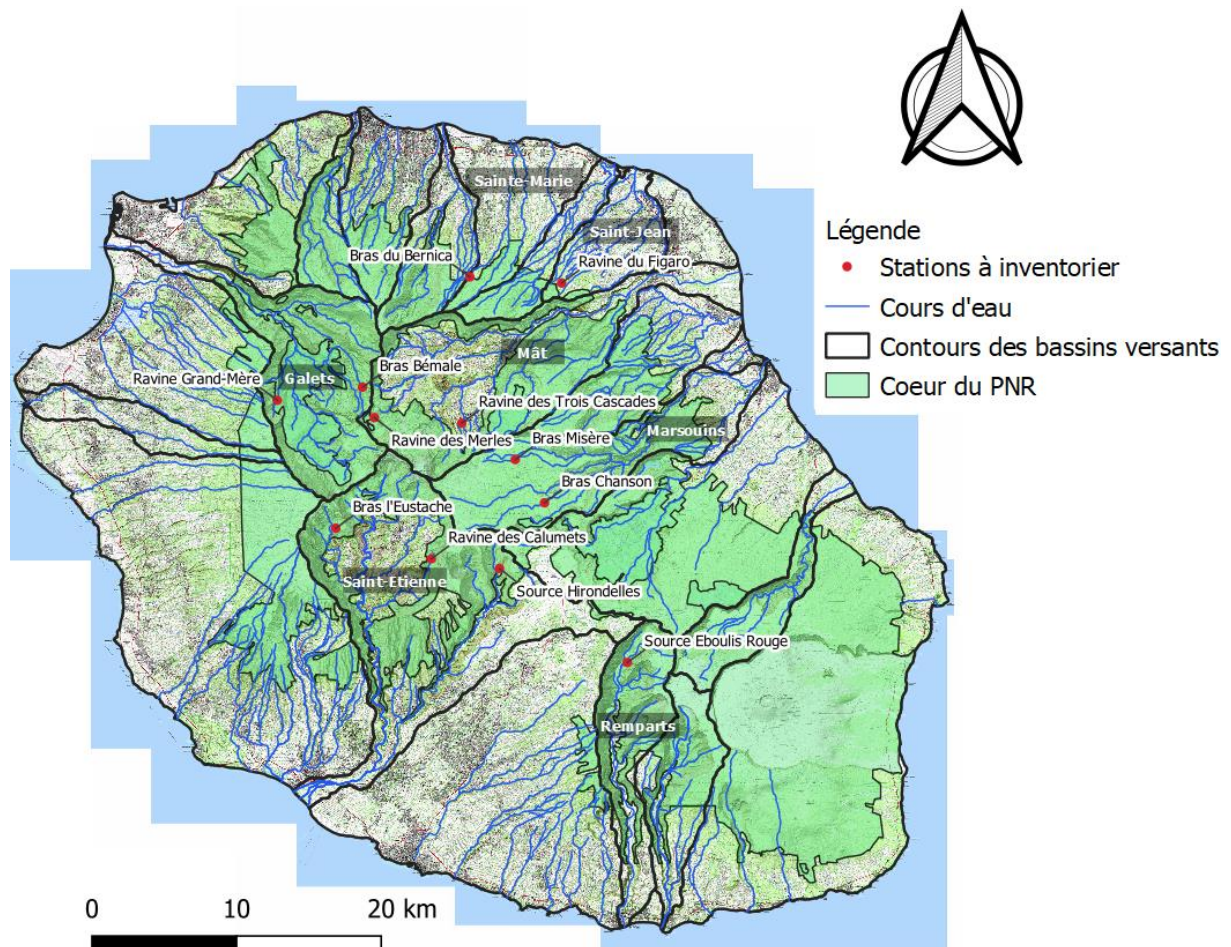 Sainte-Marie
Saint-Jean
Bras du Bernica
Ravine du Figaro
Légende
Stations à inventorier
Cours d'eau
Contours des bassins versants
Coeur du PNR
Mât
Bras Bémale
Ravine Grand-Mère
Galets
Ravine des Trois Cascades
Ravine des Merles
Bras Misère
Marsouins
Bras Chanson
Bras l'Eustache
Ravine des Calumets
Saint-Etienne
Source Hirondelles
Source Eboulis Rouge
Remparts
0 10 20 km